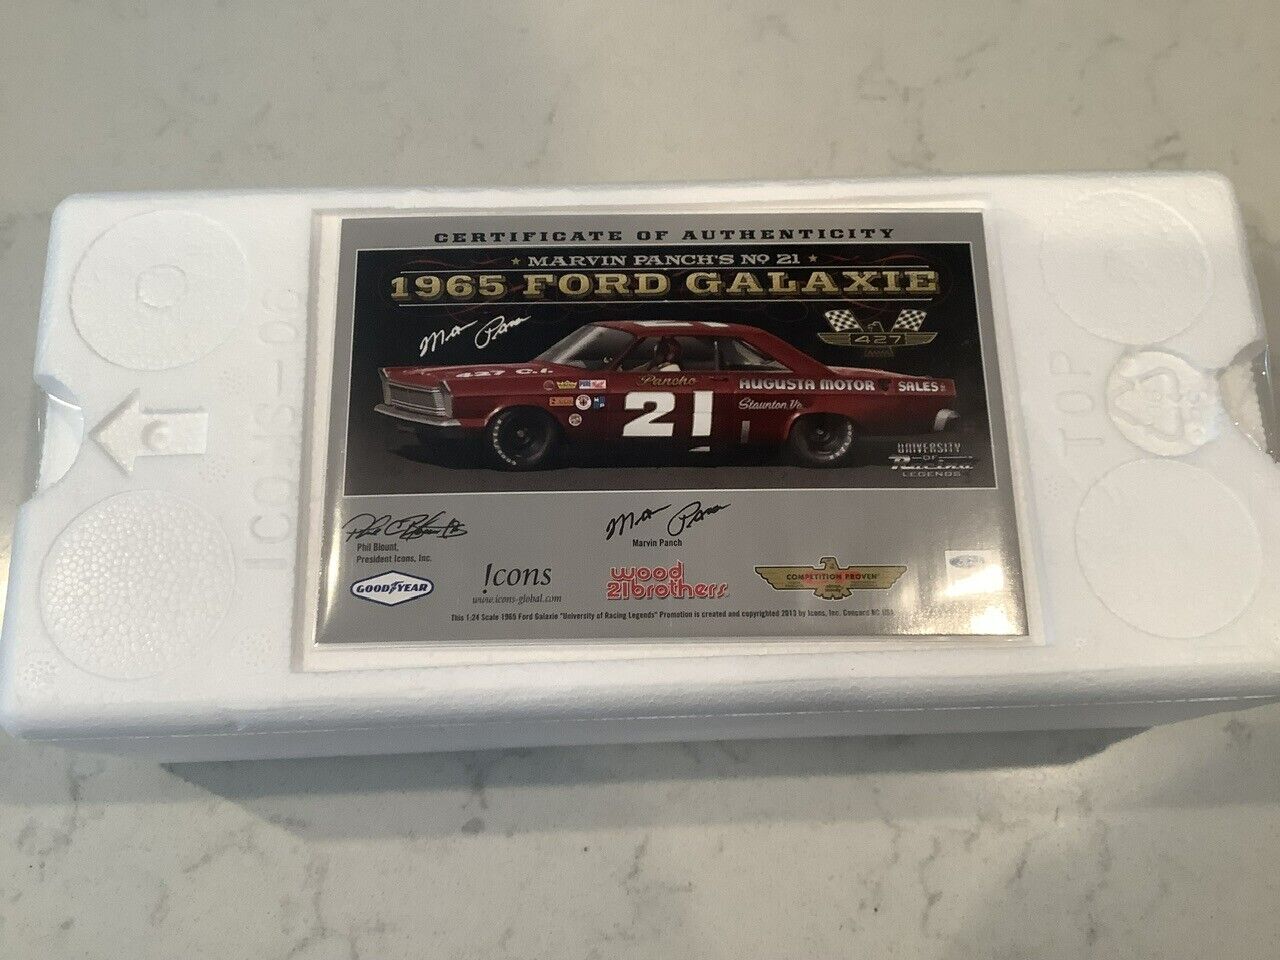 CERTIFICATE OF AUTHENTICITY
MARVIN PANCH'S NO 21
1965 FORD GALAXIE
427
427 C.I.
Pancho
21
AUGUSTA MOTOR SALES
Staunton, Va.
UNIVERSITY
OF
Racing
LEGENDS
Phil Blount,
President Icons, Inc.
Marvin Panch
GOODYEAR
Icons
www.icons-global.com
wood
21brothers
COMPETITION PROVEN
This 1:24 Scale 1965 Ford Galaxie "University of Racing Legends" Promotion is created and copyrighted 2013 by Icons, Inc. Concord NC USA
TOP